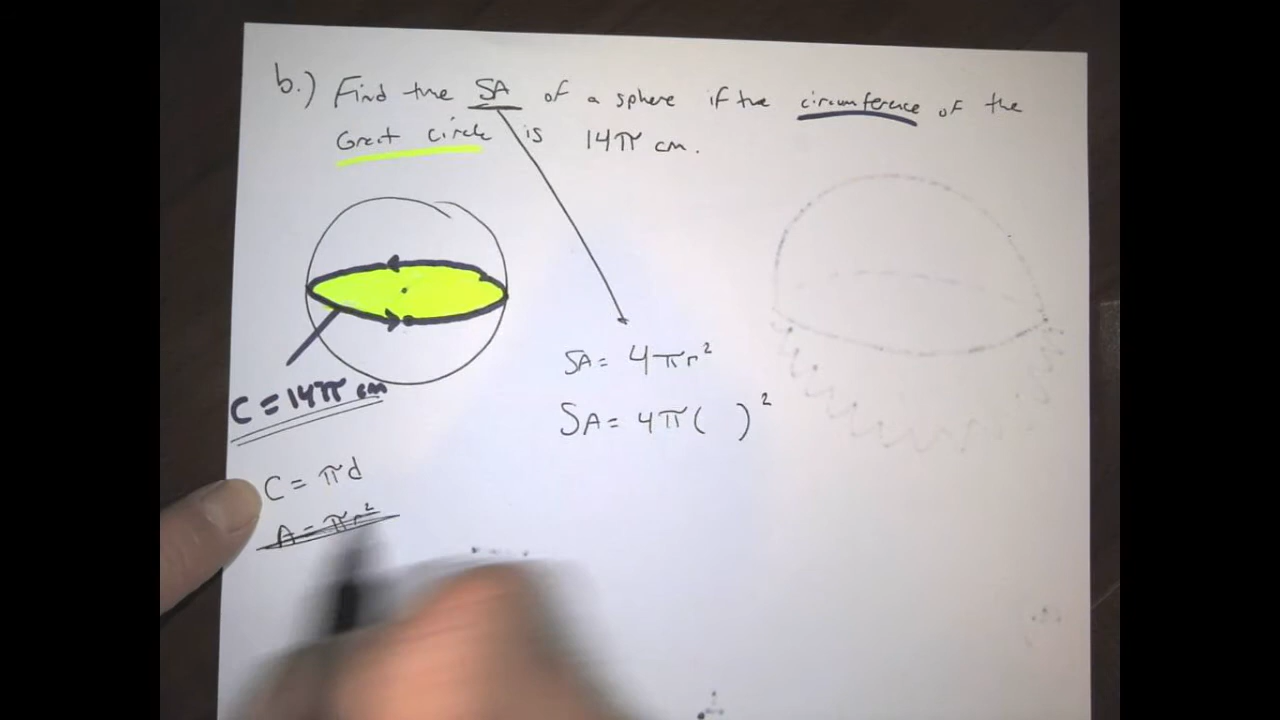 b.) Find the SA of a sphere if the circumference of the
Great circle is 14π cm.
C = 14π cm
SA = 4πr²
SA = 4π( )²
C = πd
A = πr²